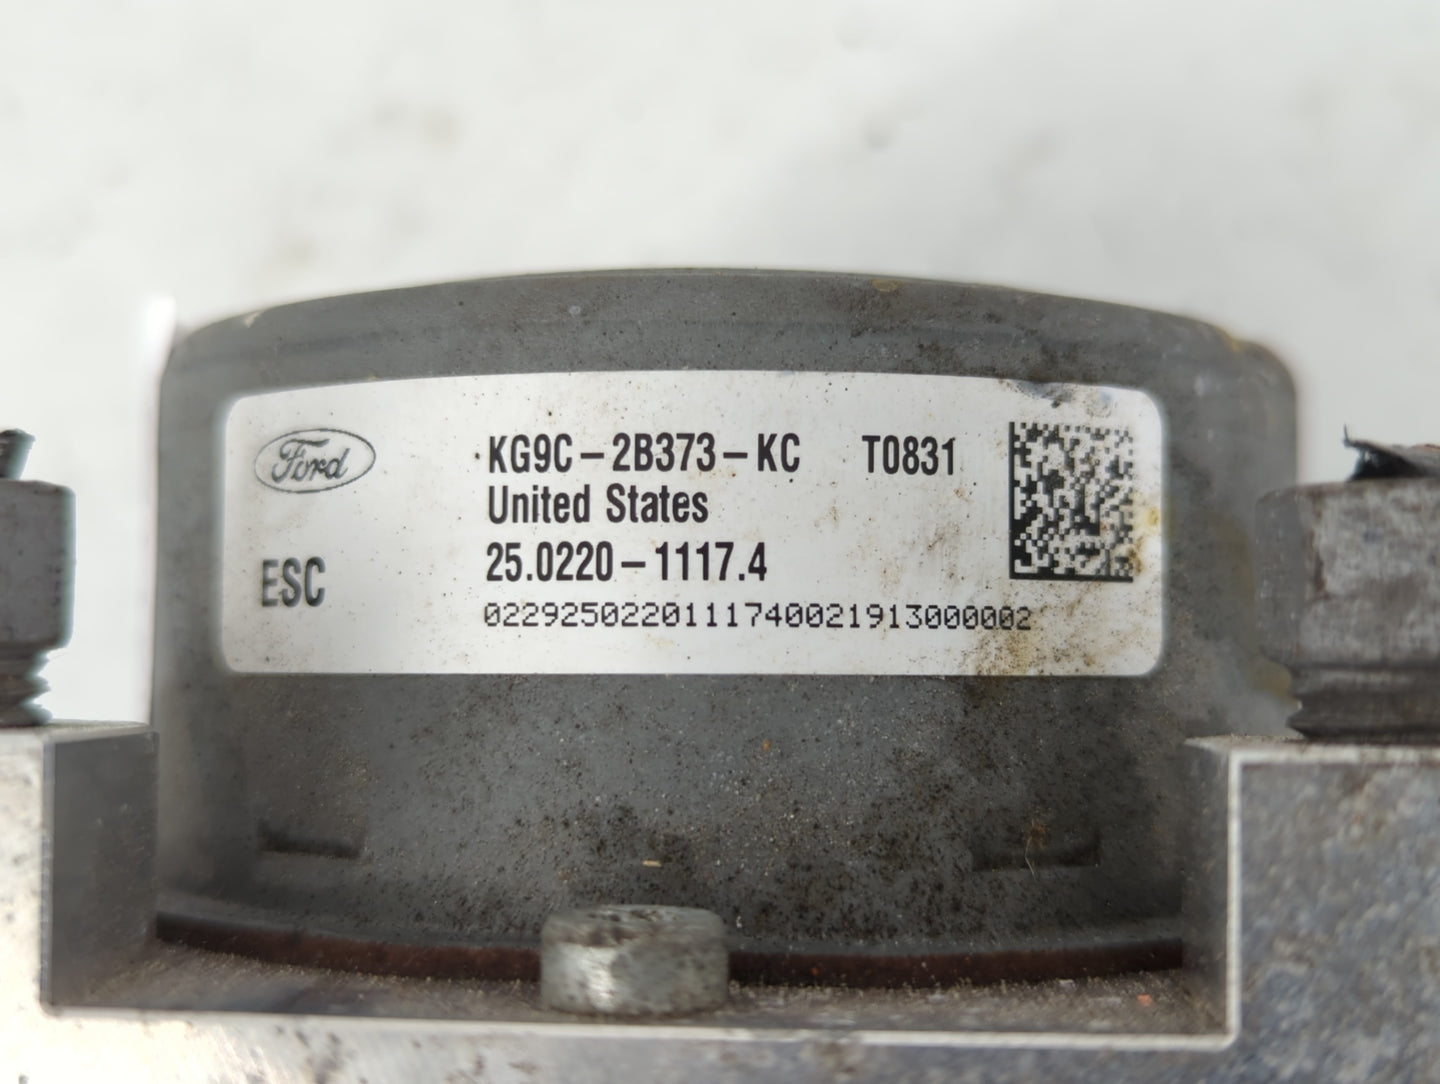 Ford
KG9C-2B373-KC T0831
United States
ESC
25.0220-1117.4
0229250220111740021913000002